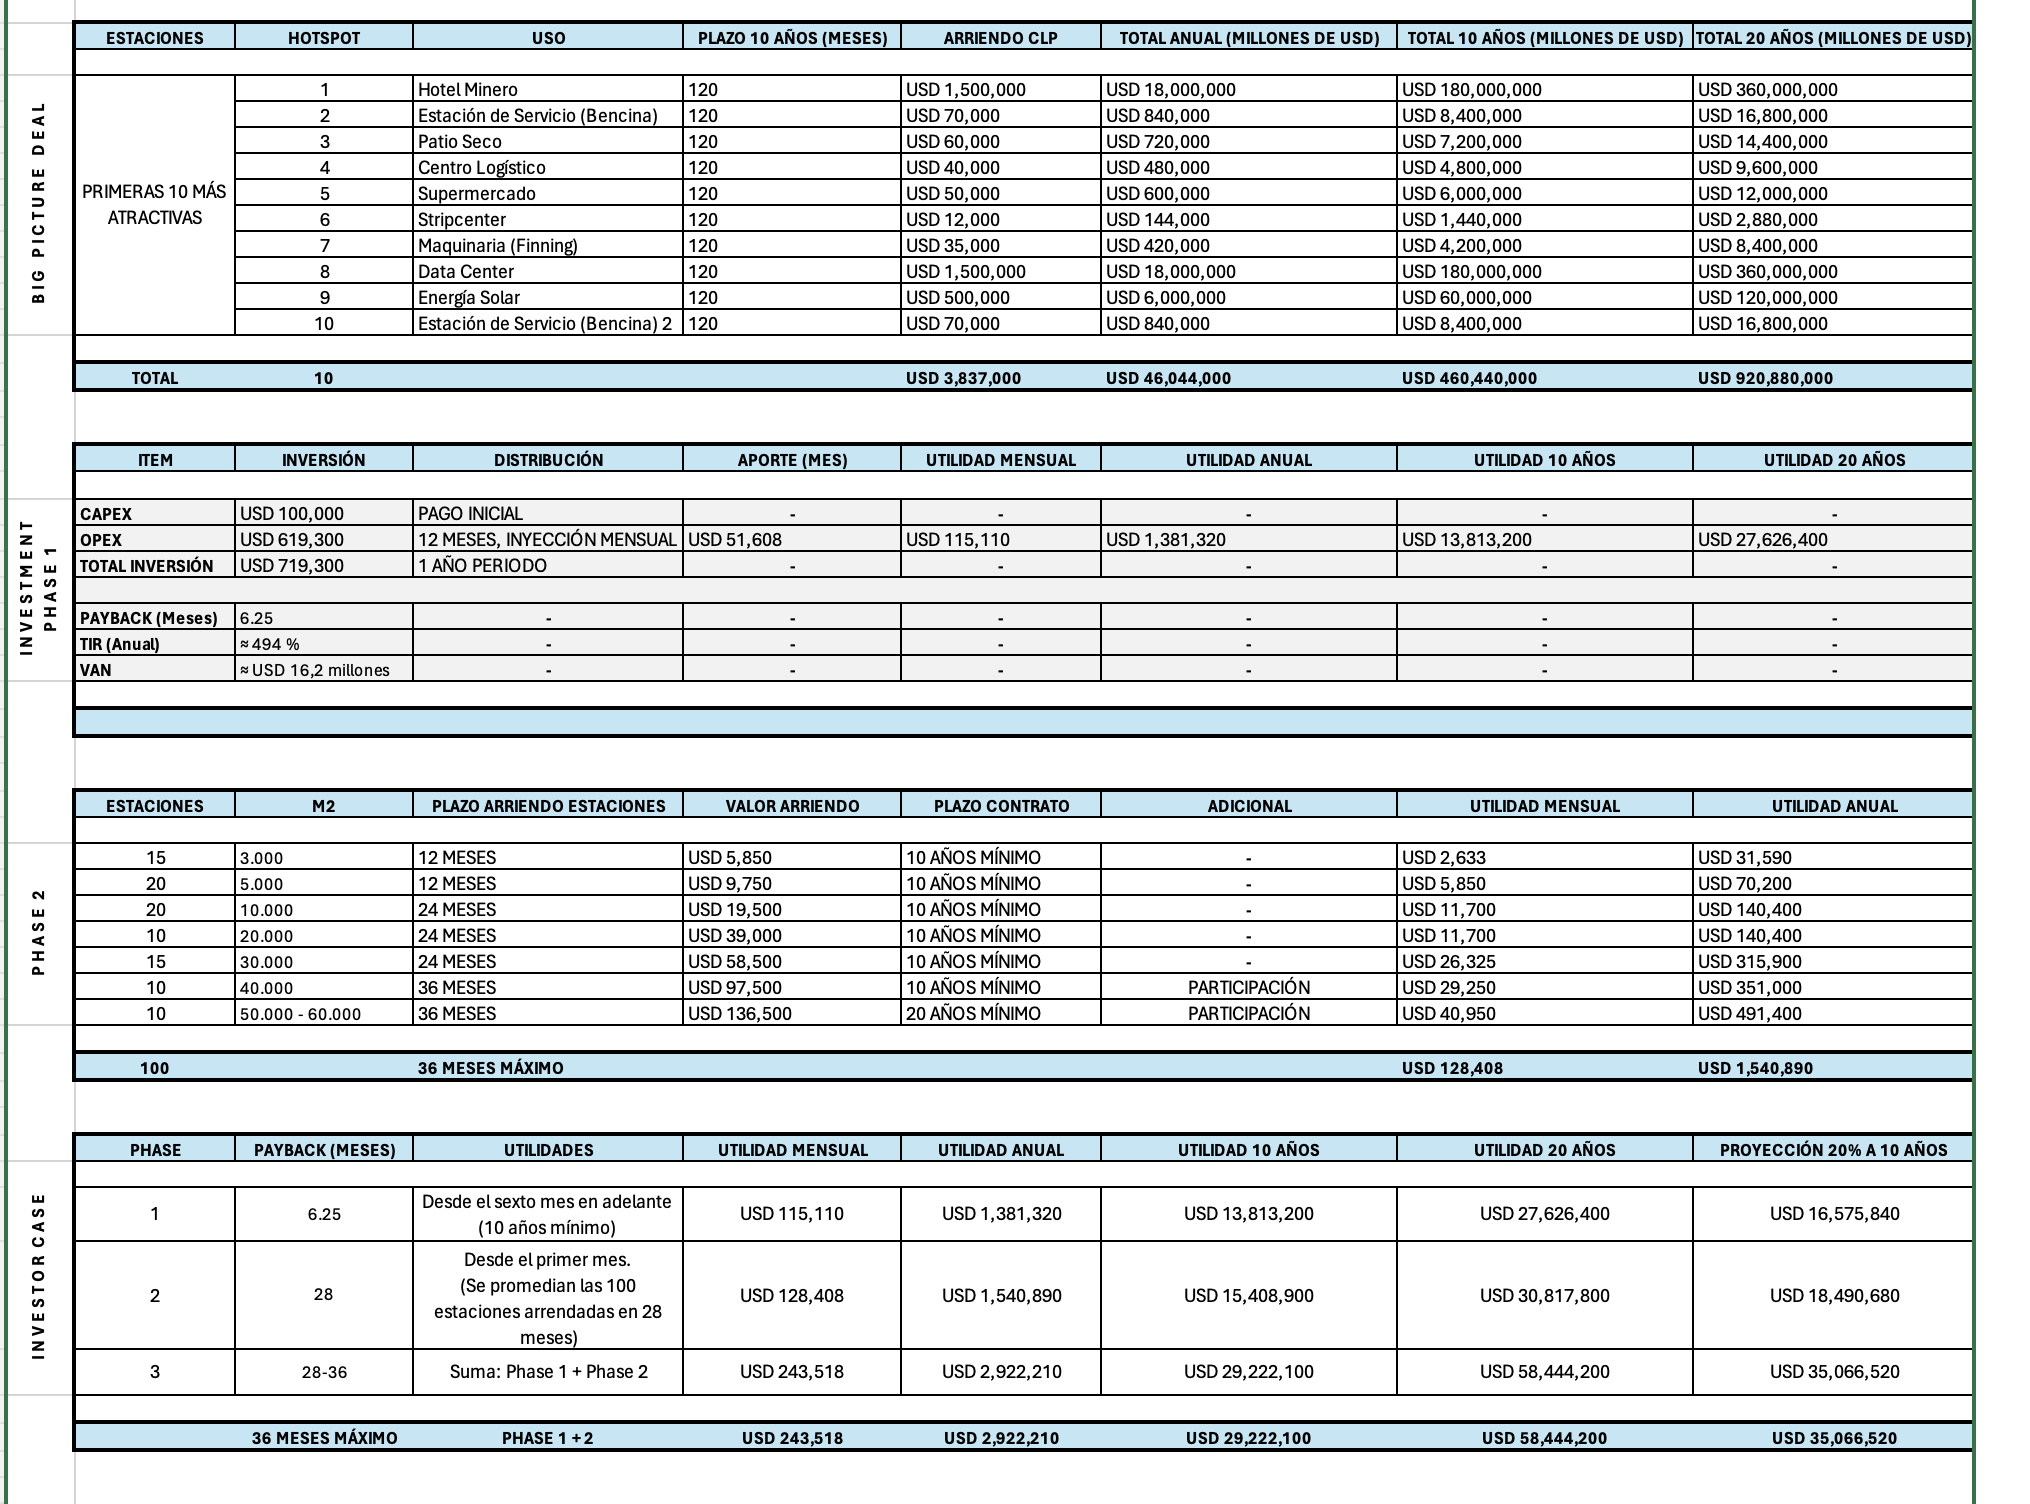 ESTACIONES HOTSPOT USO PLAZO 10 AÑOS (MESES) ARRIENDO CLP TOTAL ANUAL (MILLONES DE USD) TOTAL 10 AÑOS (MILLONES DE USD) TOTAL 20 AÑOS (MILLONES DE USD)
BIG PICTURE DEAL
PRIMERAS 10 MÁS
ATRACTIVAS
1 Hotel Minero 120 USD 1,500,000 USD 18,000,000 USD 180,000,000 USD 360,000,000
2 Estación de Servicio (Bencina) 120 USD 70,000 USD 840,000 USD 8,400,000 USD 16,800,000
3 Patio Seco 120 USD 60,000 USD 720,000 USD 7,200,000 USD 14,400,000
4 Centro Logístico 120 USD 40,000 USD 480,000 USD 4,800,000 USD 9,600,000
5 Supermercado 120 USD 50,000 USD 600,000 USD 6,000,000 USD 12,000,000
6 Stripcenter 120 USD 12,000 USD 144,000 USD 1,440,000 USD 2,880,000
7 Maquinaria (Finning) 120 USD 35,000 USD 420,000 USD 4,200,000 USD 8,400,000
8 Data Center 120 USD 1,500,000 USD 18,000,000 USD 180,000,000 USD 360,000,000
9 Energía Solar 120 USD 500,000 USD 6,000,000 USD 60,000,000 USD 120,000,000
10 Estación de Servicio (Bencina) 2 120 USD 70,000 USD 840,000 USD 8,400,000 USD 16,800,000
TOTAL 10 USD 3,837,000 USD 46,044,000 USD 460,440,000 USD 920,880,000
ITEM INVERSIÓN DISTRIBUCIÓN APORTE (MES) UTILIDAD MENSUAL UTILIDAD ANUAL UTILIDAD 10 AÑOS UTILIDAD 20 AÑOS
INVESTMENT
PHASE 1
CAPEX USD 100,000 PAGO INICIAL - - - - -
OPEX USD 619,300 12 MESES, INYECCIÓN MENSUAL USD 51,608 USD 115,110 USD 1,381,320 USD 13,813,200 USD 27,626,400
TOTAL INVERSIÓN USD 719,300 1 AÑO PERIODO - - - - -
PAYBACK (Meses) 6.25 - - - - - -
TIR (Anual) ≈ 494 % - - - - - -
VAN ≈ USD 16,2 millones - - - - - -
ESTACIONES M2 PLAZO ARRIENDO ESTACIONES VALOR ARRIENDO PLAZO CONTRATO ADICIONAL UTILIDAD MENSUAL UTILIDAD ANUAL
PHASE 2
15 3.000 12 MESES USD 5,850 10 AÑOS MÍNIMO - USD 2,633 USD 31,590
20 5.000 12 MESES USD 9,750 10 AÑOS MÍNIMO - USD 5,850 USD 70,200
20 10.000 24 MESES USD 19,500 10 AÑOS MÍNIMO - USD 11,700 USD 140,400
10 20.000 24 MESES USD 39,000 10 AÑOS MÍNIMO - USD 11,700 USD 140,400
15 30.000 24 MESES USD 58,500 10 AÑOS MÍNIMO - USD 26,325 USD 315,900
10 40.000 36 MESES USD 97,500 10 AÑOS MÍNIMO PARTICIPACIÓN USD 29,250 USD 351,000
10 50.000 - 60.000 36 MESES USD 136,500 20 AÑOS MÍNIMO PARTICIPACIÓN USD 40,950 USD 491,400
100 36 MESES MÁXIMO USD 128,408 USD 1,540,890
PHASE PAYBACK (MESES) UTILIDADES UTILIDAD MENSUAL UTILIDAD ANUAL UTILIDAD 10 AÑOS UTILIDAD 20 AÑOS PROYECCIÓN 20% A 10 AÑOS
INVESTOR CASE
1 6.25 Desde el sexto mes en adelante
(10 años mínimo) USD 115,110 USD 1,381,320 USD 13,813,200 USD 27,626,400 USD 16,575,840
2 28 Desde el primer mes.
(Se promedian las 100
estaciones arrendadas en 28
meses) USD 128,408 USD 1,540,890 USD 15,408,900 USD 30,817,800 USD 18,490,680
3 28-36 Suma: Phase 1 + Phase 2 USD 243,518 USD 2,922,210 USD 29,222,100 USD 58,444,200 USD 35,066,520
36 MESES MÁXIMO PHASE 1 + 2 USD 243,518 USD 2,922,210 USD 29,222,100 USD 58,444,200 USD 35,066,520